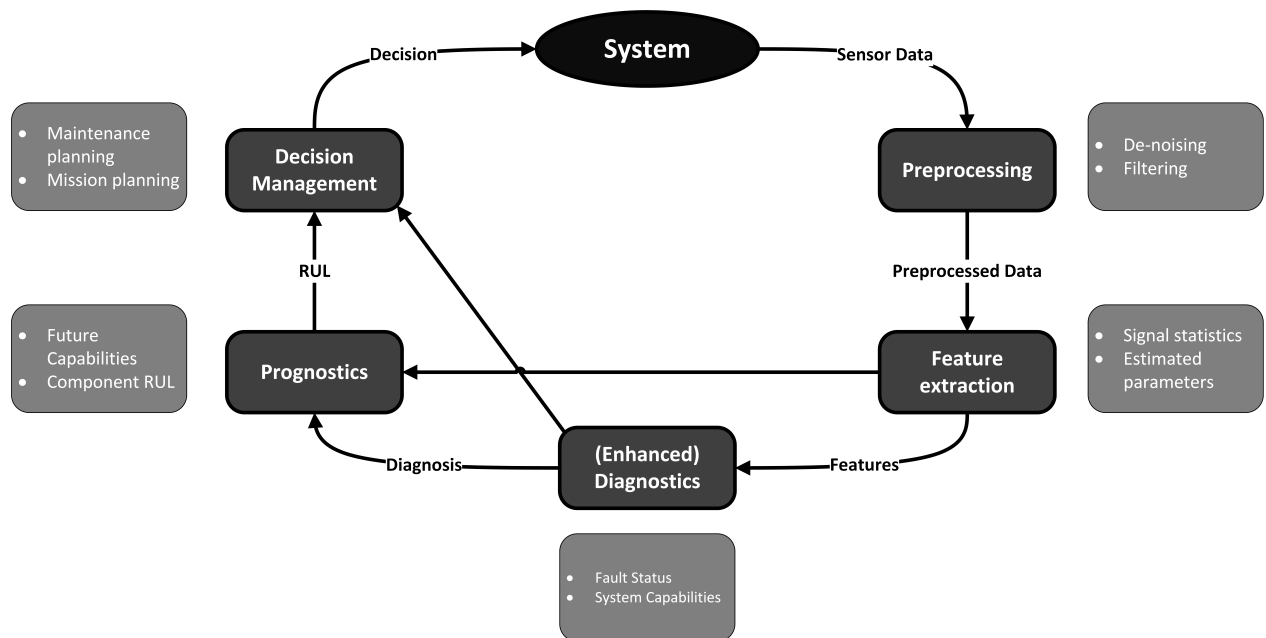 System
Decision
Sensor Data
• Maintenance
planning
• Mission planning
Decision
Management
Preprocessing
• De-noising
• Filtering
RUL
Preprocessed Data
• Future
Capabilities
• Component RUL
Prognostics
Feature
extraction
• Signal statistics
• Estimated
parameters
Diagnosis
(Enhanced)
Diagnostics
Features
• Fault Status
• System Capabilities